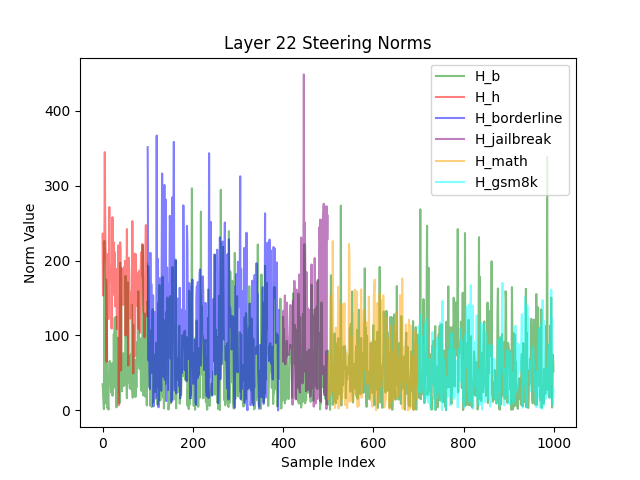 Layer 22 Steering Norms
Norm Value
400
300
200
100
0
0
200
400
600
800
1000
Sample Index
H_b
H_h
H_borderline
H_jailbreak
H_math
H_gsm8k